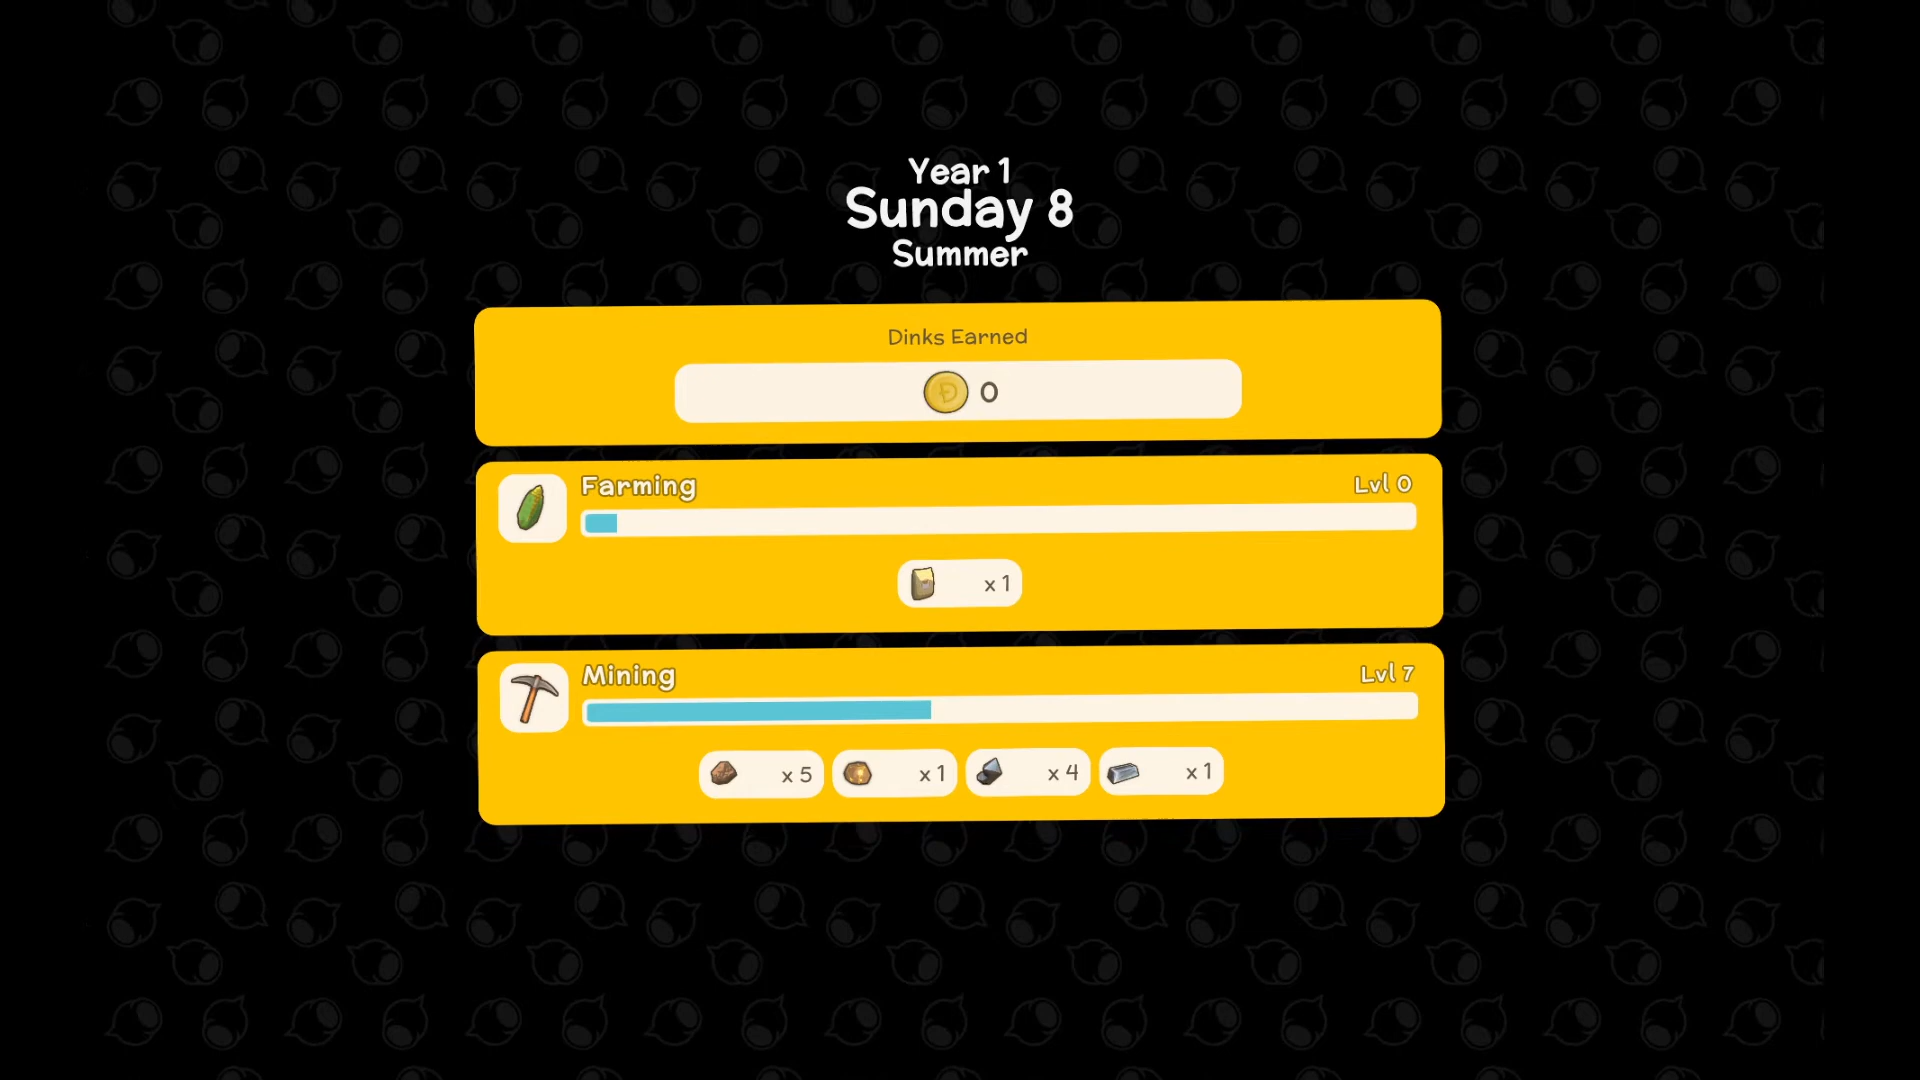 Year 1
Sunday 8
Summer
Dinks Earned
Đ 0
Farming Lvl 0
x 1
Mining Lvl 7
x 5 x 1 x 4 x 1